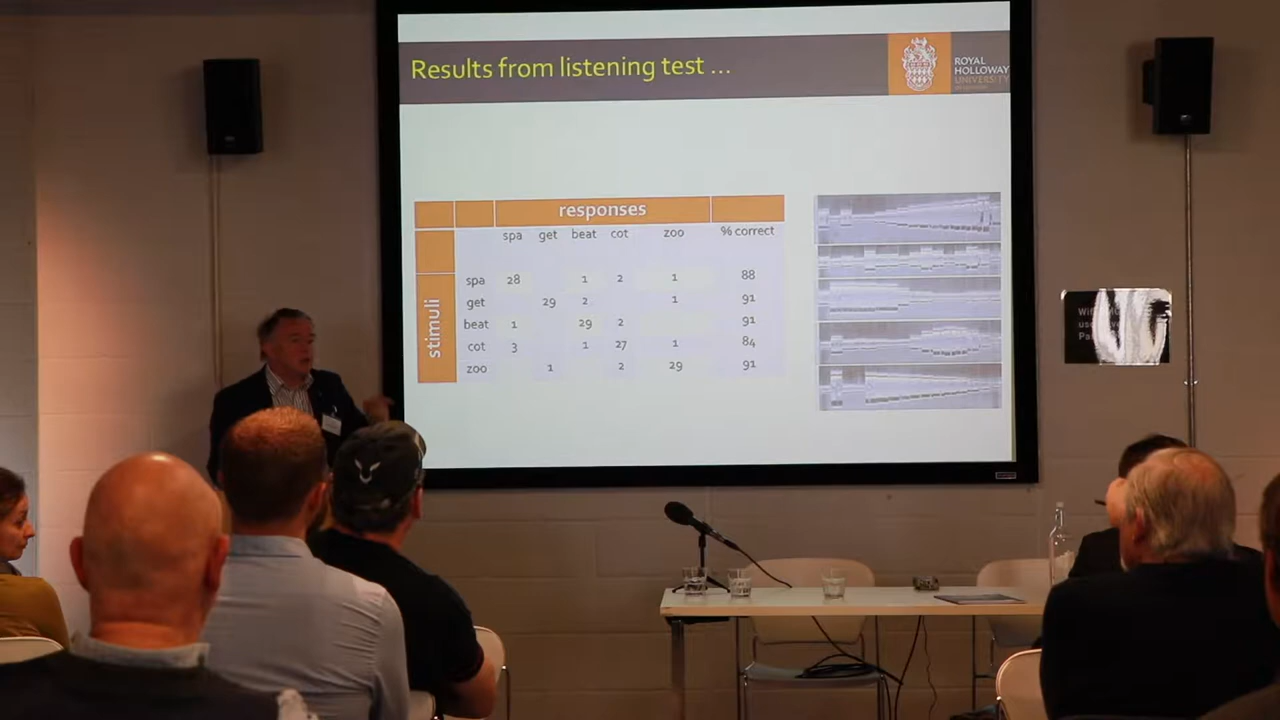 Results from listening test ...
ROYAL
HOLLOWAY
UNIVERSITY
responses
spa get beat cot zoo % correct
stimuli
spa 28 1 2 1 88
get 29 2 1 91
beat 1 29 2 91
cot 3 1 27 1 84
zoo 1 2 29 91